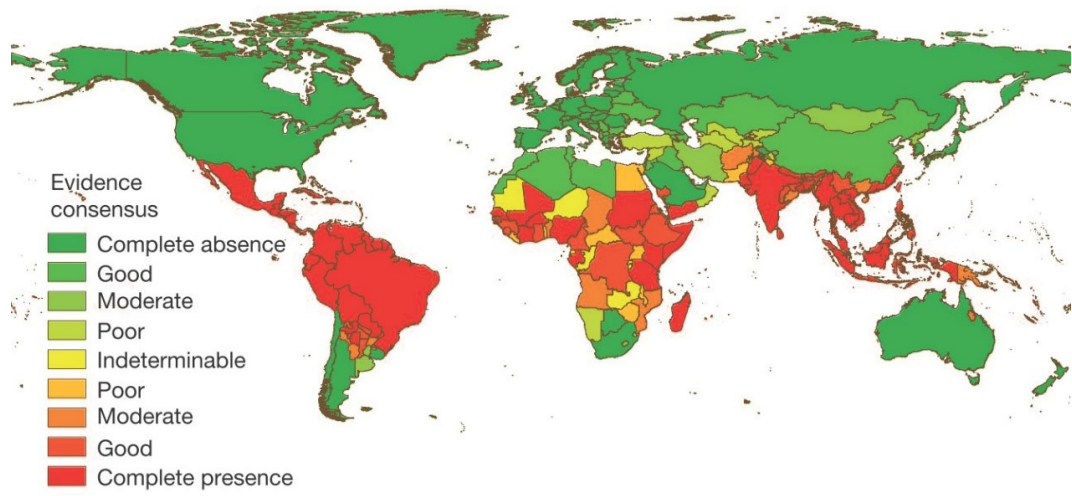 Evidence
consensus
Complete absence
Good
Moderate
Poor
Indeterminable
Poor
Moderate
Good
Complete presence